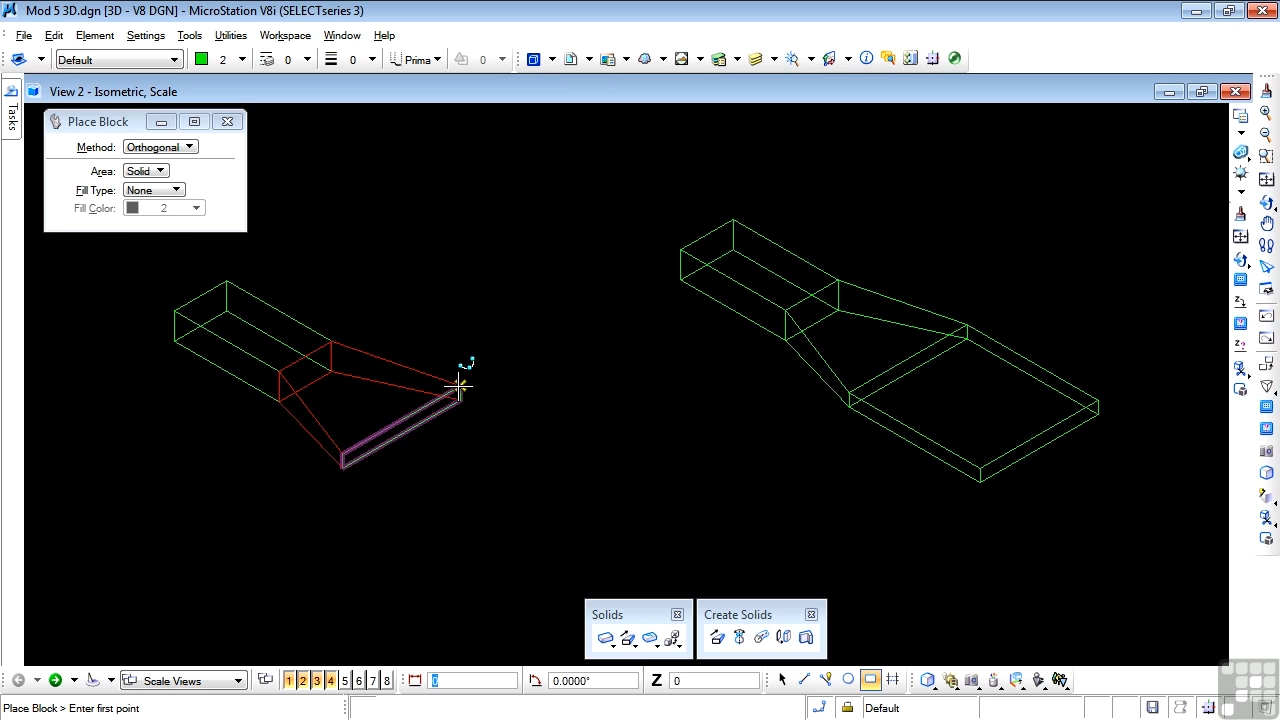 Mod 5 3D.dgn [3D - V8 DGN] - MicroStation V8i (SELECTseries 3)
File Edit Element Settings Tools Utilities Workspace Window Help
Default 2 0 0 Prima 0
View 2 - Isometric, Scale
Tasks
Place Block
Method: Orthogonal
Area: Solid
Fill Type: None
Fill Color: 2
Solids Create Solids
Scale Views 1 2 3 4 5 6 7 8 0 0.0000° Z 0
Place Block > Enter first point Default